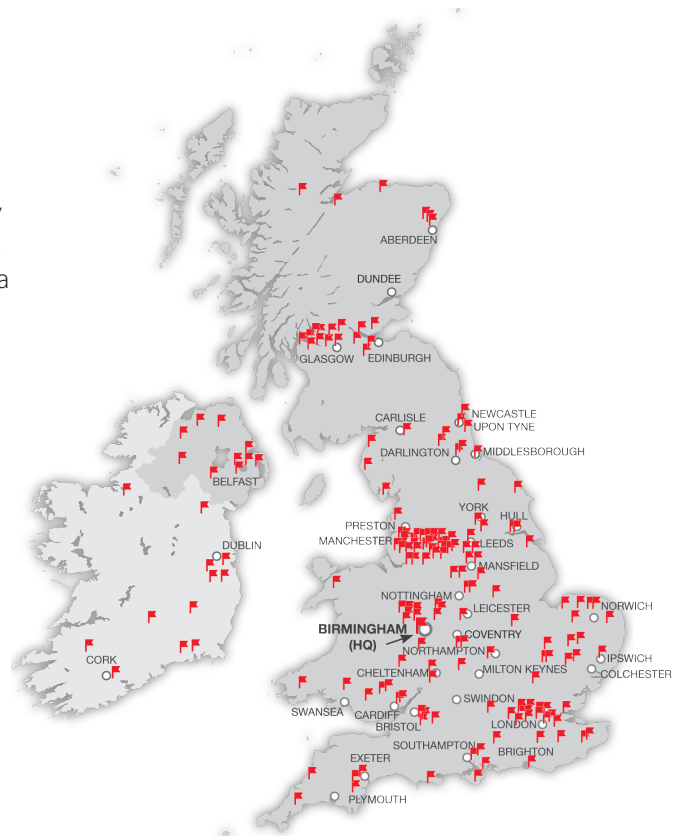 a
ABERDEEN
DUNDEE
GLASGOW
EDINBURGH
CARLISLE
NEWCASTLE
UPON TYNE
DARLINGTON
MIDDLESBOROUGH
BELFAST
YORK
HULL
PRESTON
MANCHESTER
LEEDS
DUBLIN
MANSFIELD
NOTTINGHAM
LEICESTER
NORWICH
BIRMINGHAM
(HQ)
COVENTRY
NORTHAMPTON
IPSWICH
CORK
CHELTENHAM
MILTON KEYNES
COLCHESTER
SWINDON
SWANSEA
CARDIFF
BRISTOL
LONDON
SOUTHAMPTON
BRIGHTON
EXETER
PLYMOUTH